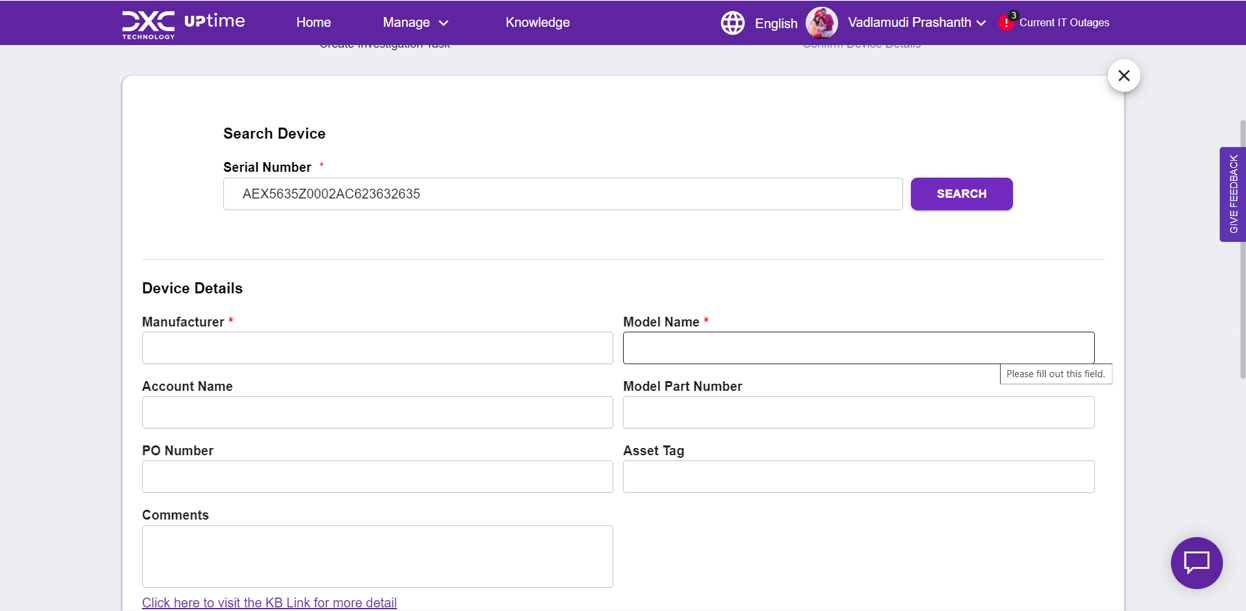 DXC TECHNOLOGY UPtime Home Manage Knowledge English Vadlamudi Prashanth 3 Current IT Outages
Create Investigation Task Confirm Device Details
Search Device
Serial Number *
AEX5635Z0002AC623632635 SEARCH
GIVE FEEDBACK
Device Details
Manufacturer * Model Name *
Please fill out this field.
Account Name Model Part Number
PO Number Asset Tag
Comments
Click here to visit the KB Link for more detail